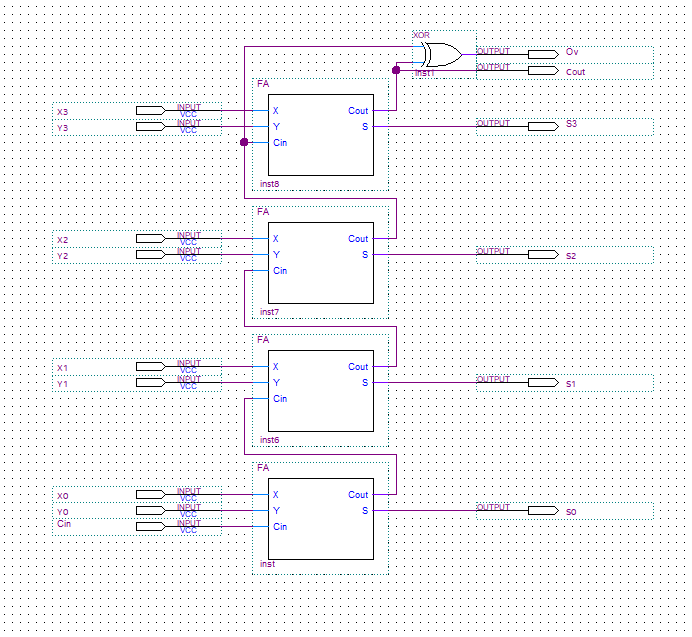 XOR
OUTPUT Ov
inst1 OUTPUT Cout
FA
X3 INPUT X Cout
VCC
Y3 INPUT Y S OUTPUT S3
VCC
Cin
inst8
FA
X2 INPUT X Cout
VCC
Y2 INPUT Y S OUTPUT S2
VCC
Cin
inst7
FA
X1 INPUT X Cout
VCC
Y1 INPUT Y S OUTPUT S1
VCC
Cin
inst6
FA
X0 INPUT X Cout
VCC
Y0 INPUT Y S OUTPUT S0
VCC
Cin INPUT Cin
VCC
inst